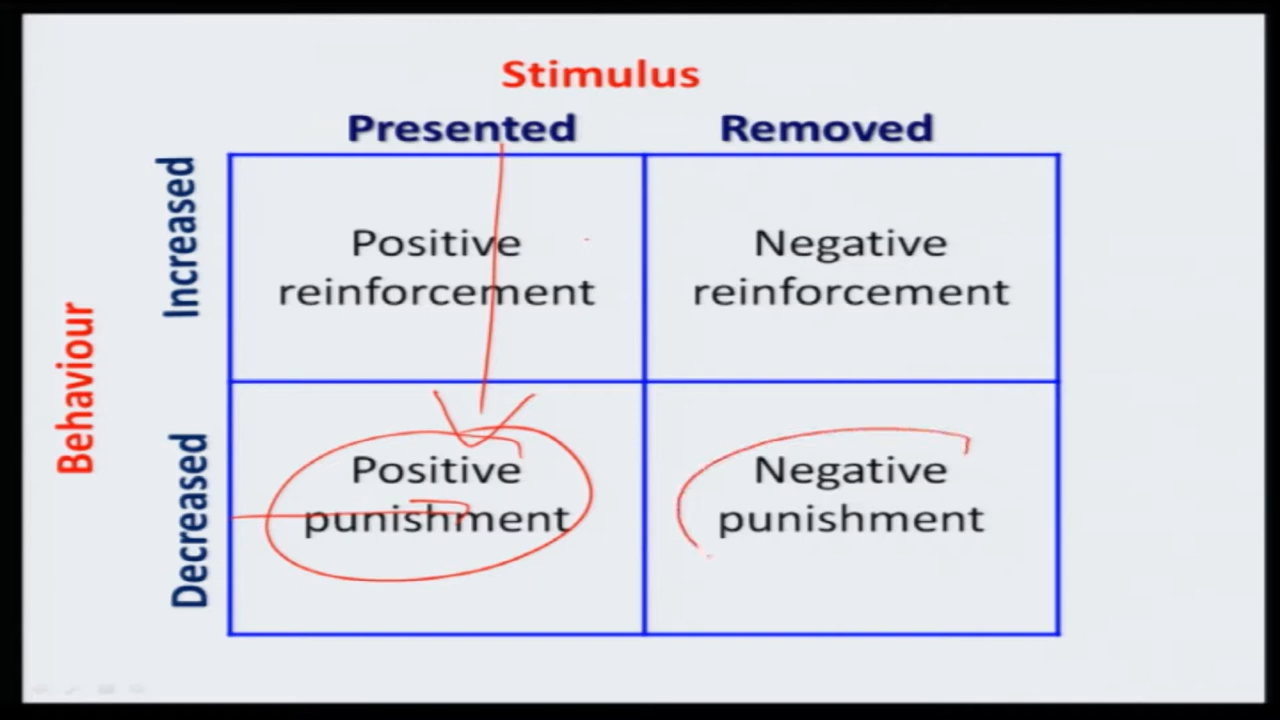 Stimulus
Presented Removed
Behaviour
Increased
Positive
reinforcement
Negative
reinforcement
Decreased
Positive
punishment
Negative
punishment